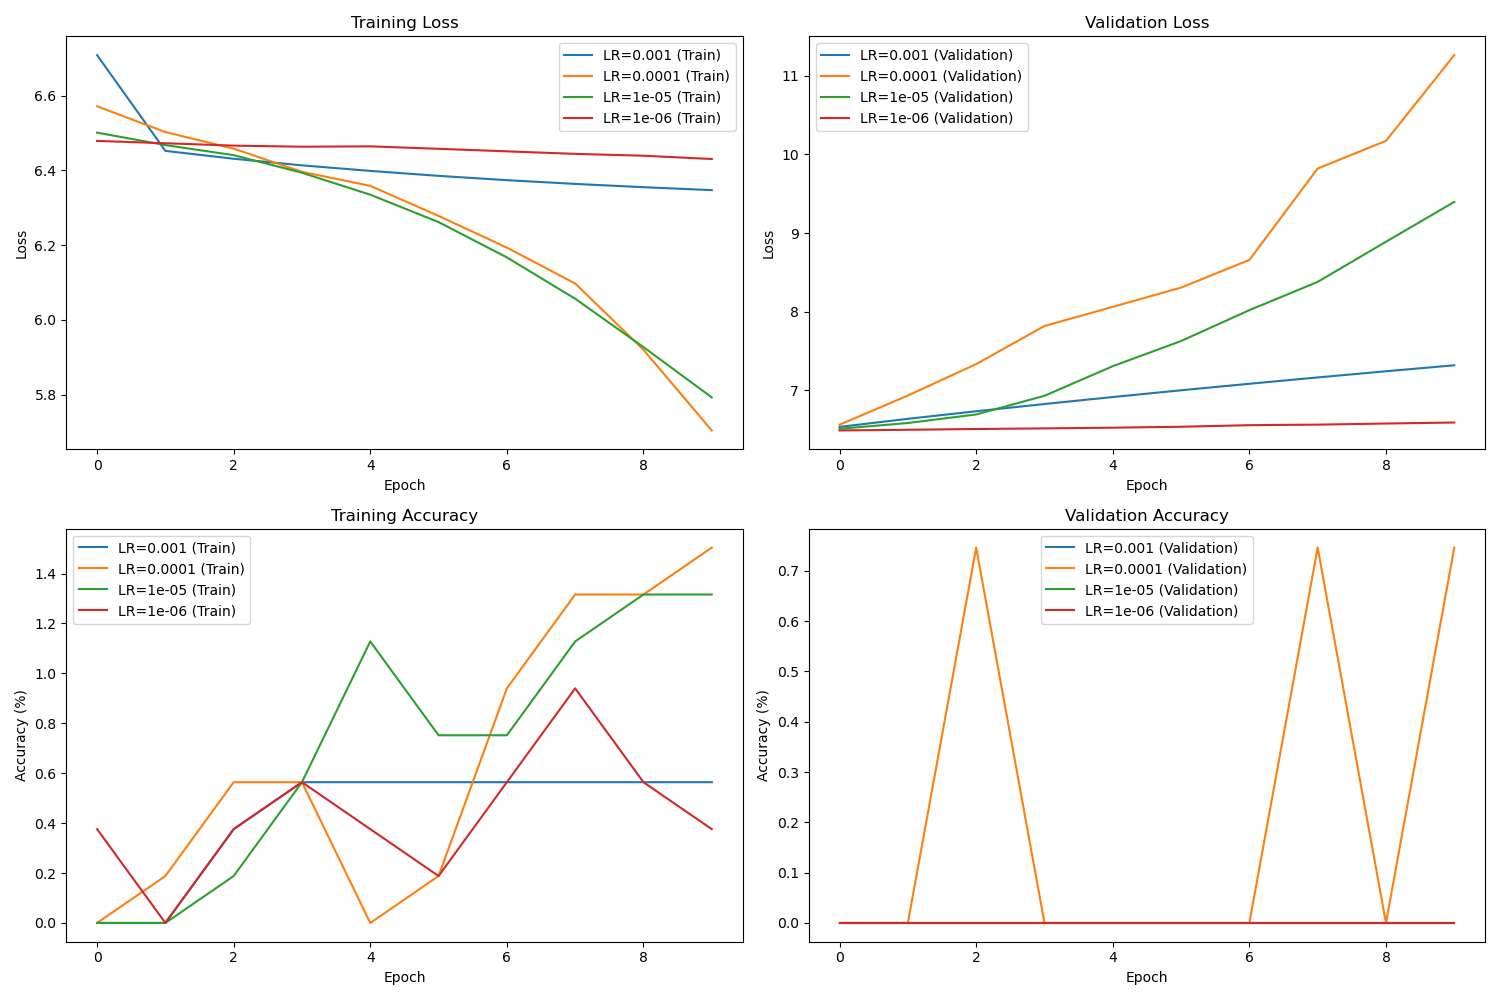 Training Loss
LR=0.001 (Train)
LR=0.0001 (Train)
LR=1e-05 (Train)
LR=1e-06 (Train)
6.6
6.4
6.2
6.0
5.8
Loss
0 2 4 6 8
Epoch
Validation Loss
LR=0.001 (Validation)
LR=0.0001 (Validation)
LR=1e-05 (Validation)
LR=1e-06 (Validation)
11
10
9
8
7
Loss
0 2 4 6 8
Epoch
Training Accuracy
LR=0.001 (Train)
LR=0.0001 (Train)
LR=1e-05 (Train)
LR=1e-06 (Train)
1.4
1.2
1.0
0.8
0.6
0.4
0.2
0.0
Accuracy (%)
0 2 4 6 8
Epoch
Validation Accuracy
LR=0.001 (Validation)
LR=0.0001 (Validation)
LR=1e-05 (Validation)
LR=1e-06 (Validation)
0.7
0.6
0.5
0.4
0.3
0.2
0.1
0.0
Accuracy (%)
0 2 4 6 8
Epoch